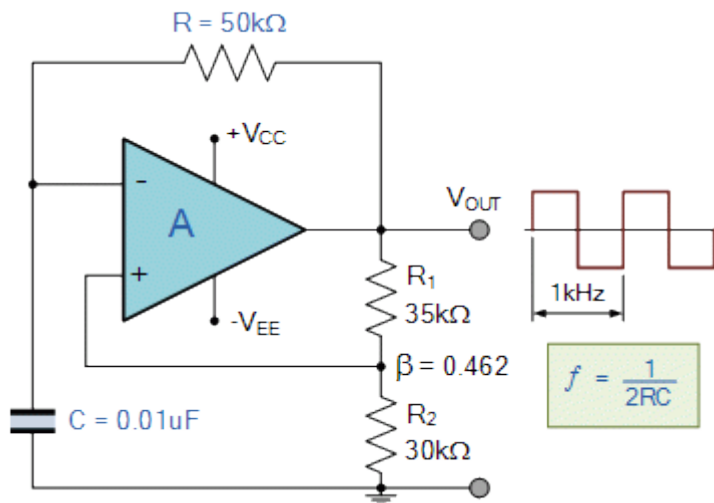 R = 50kΩ
+VCC
-
A
+
-VEE
VOUT
1kHz
R1
35kΩ
β = 0.462
f = 1/2RC
C = 0.01uF
R2
30kΩ